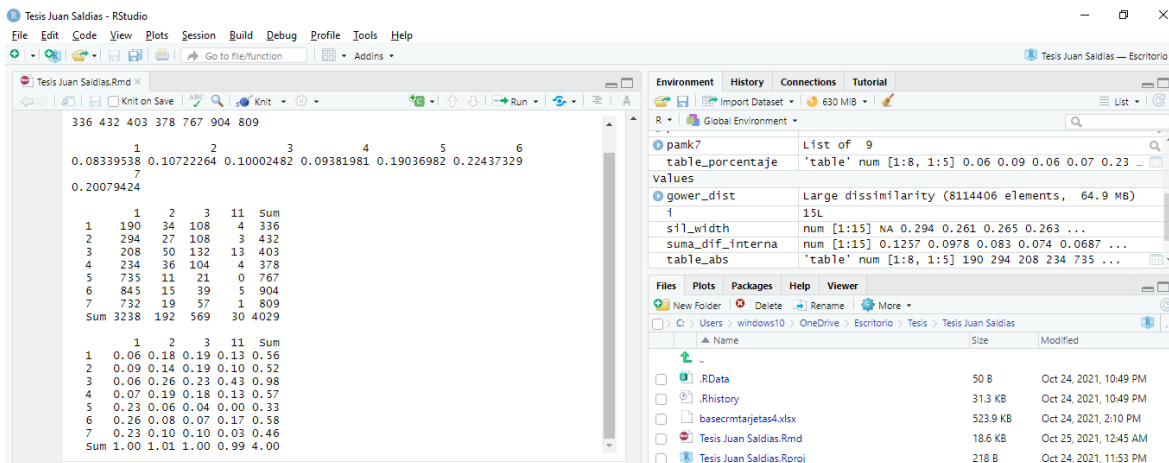 Tesis Juan Saldias - RStudio
File Edit Code View Plots Session Build Debug Profile Tools Help
Go to file/function Addins Tesis Juan Saldias — Escritorio
Tesis Juan Saldias.Rmd
Knit on Save ABC Knit Run
336 432 403 378 767 904 809
1 2 3 4 5 6
0.08339538 0.10722264 0.10002482 0.09381981 0.19036982 0.22437329
7
0.20079424
1 2 3 11 Sum
1 190 34 108 4 336
2 294 27 108 3 432
3 208 50 132 13 403
4 234 36 104 4 378
5 735 11 21 0 767
6 845 15 39 5 904
7 732 19 57 1 809
Sum 3238 192 569 30 4029
1 2 3 11 Sum
1 0.06 0.18 0.19 0.13 0.56
2 0.09 0.14 0.19 0.10 0.52
3 0.06 0.26 0.23 0.43 0.98
4 0.07 0.19 0.18 0.13 0.57
5 0.23 0.06 0.04 0.00 0.33
6 0.26 0.08 0.07 0.17 0.58
7 0.23 0.10 0.10 0.03 0.46
Sum 1.00 1.01 1.00 0.99 4.00
Environment History Connections Tutorial
Import Dataset 630 MiB List
R Global Environment
pamk7 List of 9
table_porcentaje 'table' num [1:8, 1:5] 0.06 0.09 0.06 0.07 0.23 …
Values
gower_dist Large dissimilarity (8114406 elements, 64.9 MB)
i 15L
sil_width num [1:15] NA 0.294 0.261 0.265 0.263 ...
suma_dif_interna num [1:15] 0.1257 0.0978 0.083 0.074 0.0687 ...
table_abs 'table' num [1:8, 1:5] 190 294 208 234 735 ...
Files Plots Packages Help Viewer
New Folder Delete Rename More
C: > Users > windows10 > OneDrive > Escritorio > Tesis > Tesis Juan Saldias
Name Size Modified
..
.RData 50 B Oct 24, 2021, 10:49 PM
.Rhistory 31.3 KB Oct 24, 2021, 10:49 PM
basecrmtarjetas4.xlsx 523.9 KB Oct 24, 2021, 2:10 PM
Tesis Juan Saldias.Rmd 18.6 KB Oct 25, 2021, 12:45 AM
Tesis Juan Saldias.Rproj 218 B Oct 24, 2021, 11:53 PM